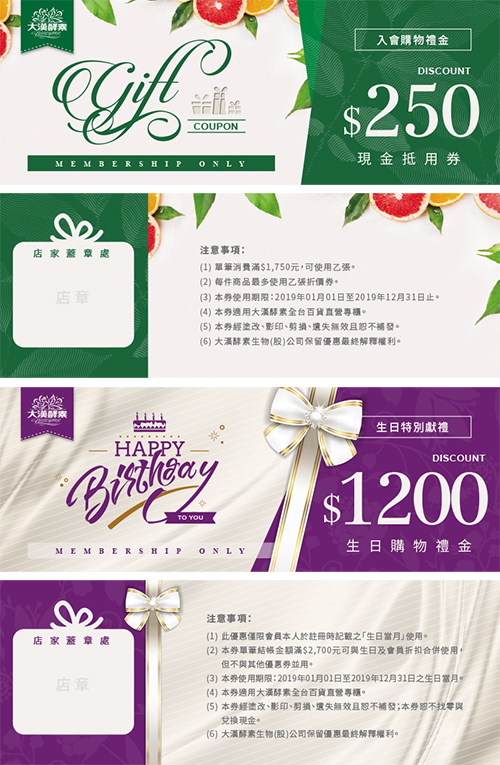 大漢酵素
入會購物禮金
DISCOUNT
Gift
COUPON
$250
現金抵用券
MEMBERSHIP ONLY
店家蓋章處
店章
注意事項：
(1) 單筆消費滿$1,750元，可使用乙張。
(2) 每件商品最多使用乙張折價券。
(3) 本券使用期限：2019年01月01日至2019年12月31日止。
(4) 本券適用大漢酵素全台百貨直營專櫃。
(5) 本券經塗改、影印、剪損、遺失無效且恕不補發。
(6) 大漢酵素生物(股)公司保留優惠最終解釋權利。
大漢酵素
生日特別獻禮
HAPPY
Birthday
TO YOU
DISCOUNT
$1200
生日購物禮金
MEMBERSHIP ONLY
店家蓋章處
店章
注意事項：
(1) 此優惠僅限會員本人於註冊時記載之「生日當月」使用。
(2) 本券單筆結帳金額滿$2,700元可與生日及會員折扣合併使用，
但不與其他優惠券並用。
(3) 本券使用期限：2019年01月01日至2019年12月31日之生日當月。
(4) 本券適用大漢酵素全台百貨直營專櫃。
(5) 本券經塗改、影印、剪損、遺失無效且恕不補發；本券恕不找零與
兌換現金。
(6) 大漢酵素生物(股)公司保留優惠最終解釋權利。